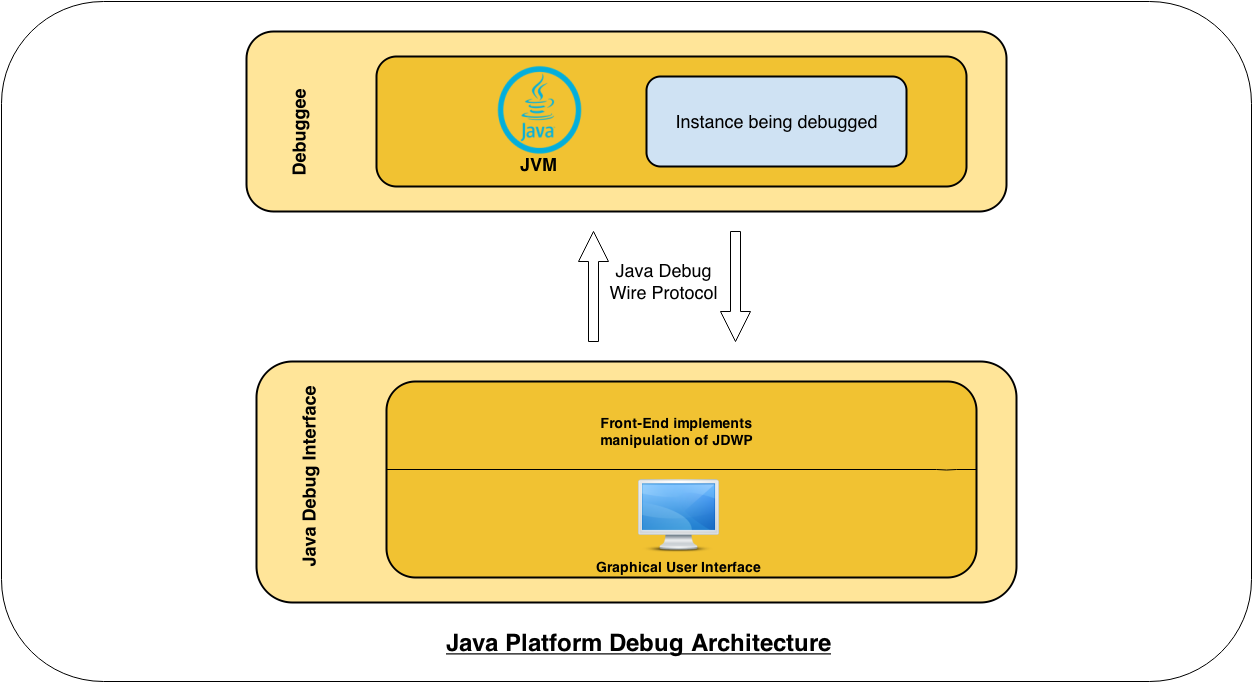 Debuggee
Java
JVM
Instance being debugged
Java Debug
Wire Protocol
Java Debug Interface
Front-End implements
manipulation of JDWP
Graphical User Interface
Java Platform Debug Architecture